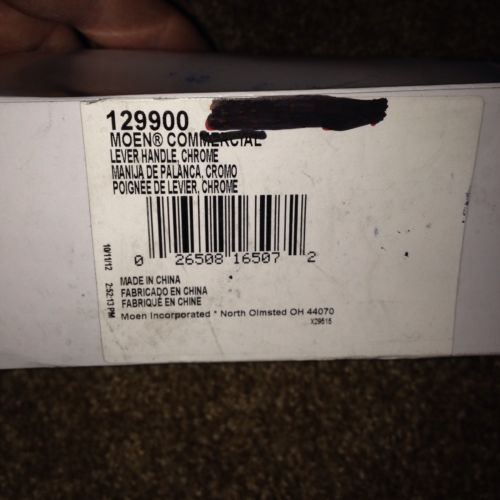 129900
MOEN® COMMERCIAL
LEVER HANDLE, CHROME
MANIJA DE PALANCA, CROMO
POIGNÉE DE LEVIER, CHROME
0 26508 16507 2
10/11/12 2:52:13 PM
MADE IN CHINA
FABRICADO EN CHINA
FABRIQUÉ EN CHINE
Moen Incorporated * North Olmsted OH 44070
X29515